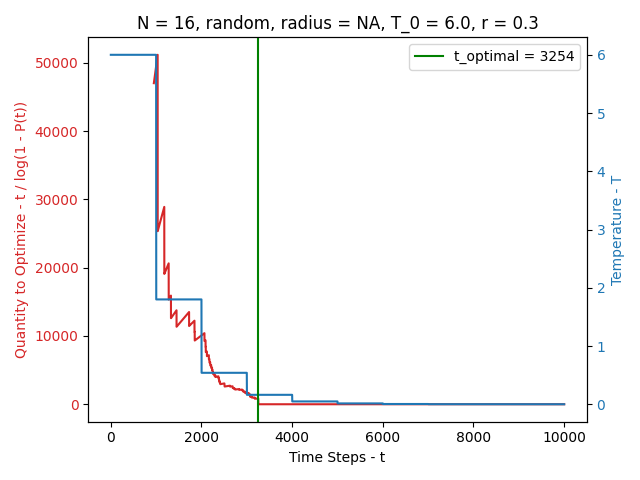 N = 16, random, radius = NA, T_0 = 6.0, r = 0.3
t_optimal = 3254
Quantity to Optimize - t / log(1 - P(t))
50000
40000
30000
20000
10000
0
6
5
4
3
2
1
0
Temperature - T
0 2000 4000 6000 8000 10000
Time Steps - t